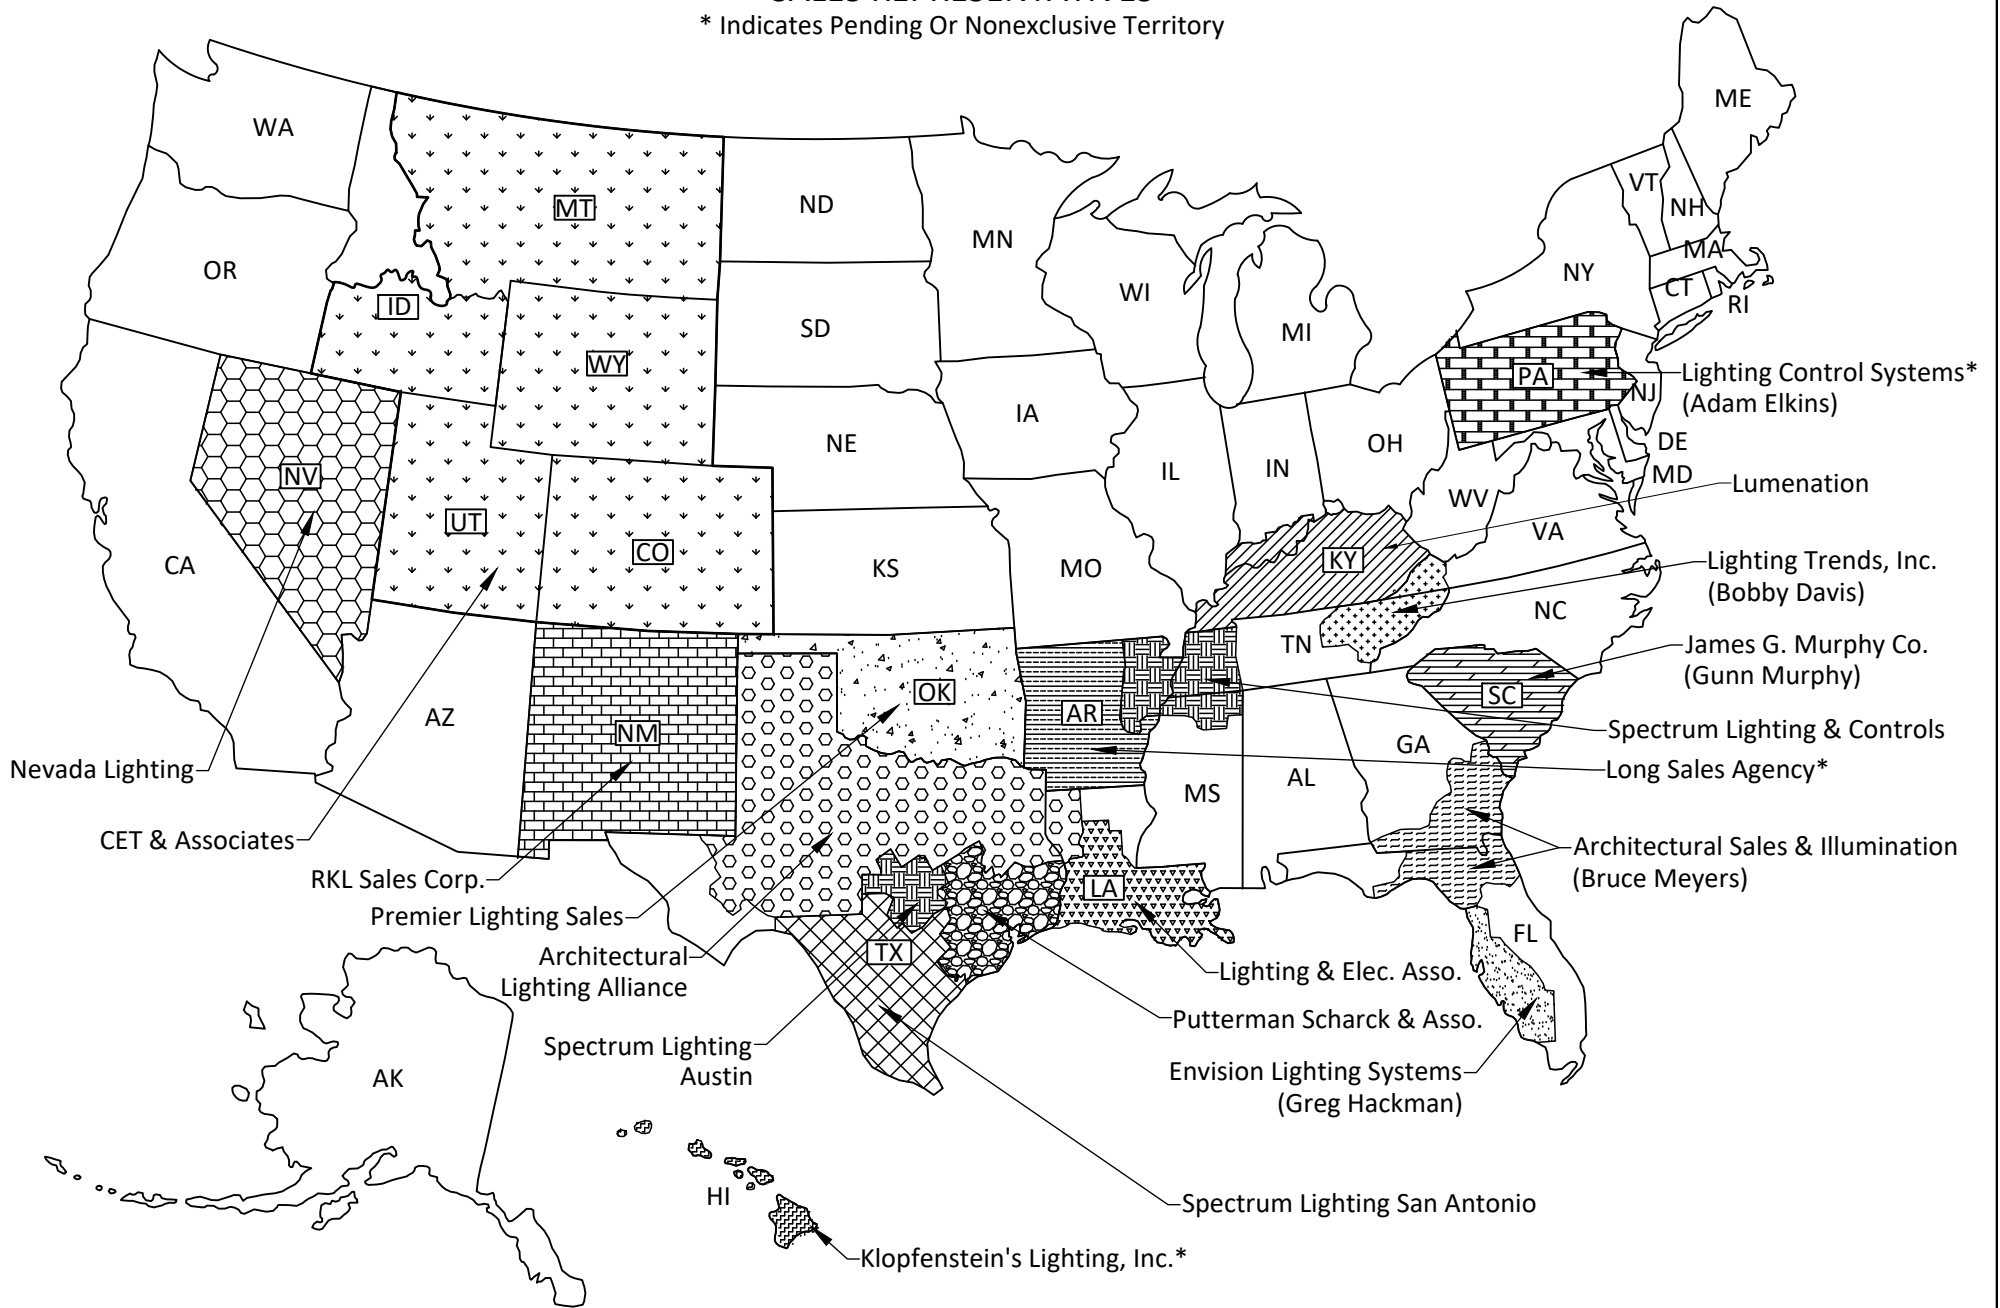 SALES REPRESENTATIVES
* Indicates Pending Or Nonexclusive Territory
ME
WA
VT
MT
ND
NH
MN
MA
OR
NY
CT
WI
RI
ID
SD
MI
WY
PA
Lighting Control Systems*
(Adam Elkins)
NJ
IA
NE
OH
DE
IL
IN
MD
NV
WV
Lumenation
UT
VA
CO
KY
CA
KS
MO
Lighting Trends, Inc.
(Bobby Davis)
NC
TN
James G. Murphy Co.
(Gunn Murphy)
OK
SC
AZ
AR
NM
Spectrum Lighting & Controls
GA
Nevada Lighting
Long Sales Agency*
AL
MS
CET & Associates
Architectural Sales & Illumination
(Bruce Meyers)
RKL Sales Corp.
LA
Premier Lighting Sales
FL
TX
Architectural
Lighting Alliance
Lighting & Elec. Asso.
Putterman Scharck & Asso.
Spectrum Lighting
Austin
Envision Lighting Systems
(Greg Hackman)
AK
HI
Spectrum Lighting San Antonio
Klopfenstein's Lighting, Inc.*